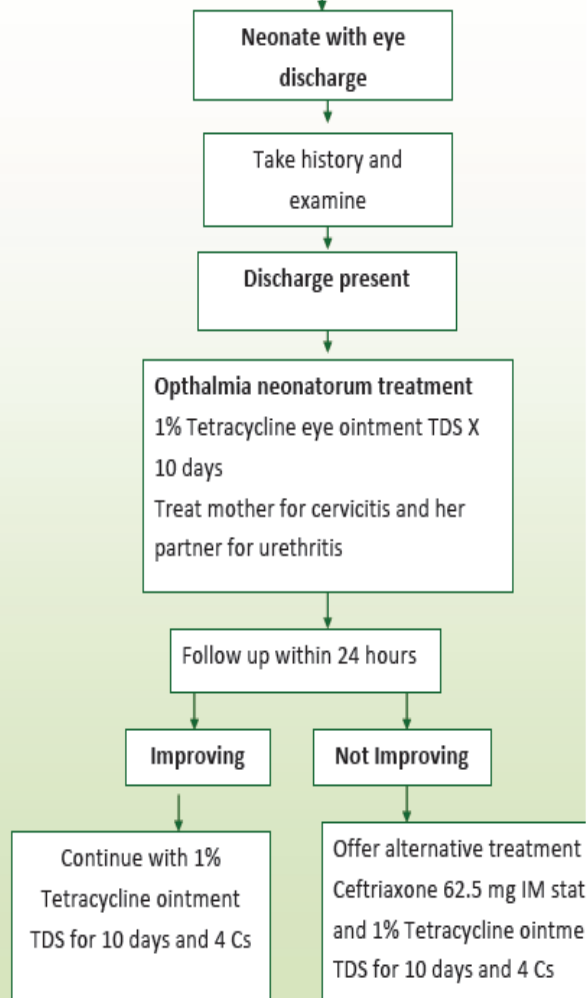 Neonate with eye
discharge
Take history and
examine
Discharge present
Opthalmia neonatorum treatment
1% Tetracycline eye ointment TDS X
10 days
Treat mother for cervicitis and her
partner for urethritis
Follow up within 24 hours
Improving
Not Improving
Continue with 1%
Tetracycline ointment
TDS for 10 days and 4 Cs
Offer alternative treatment
Ceftriaxone 62.5 mg IM stat
and 1% Tetracycline ointme
TDS for 10 days and 4 Cs